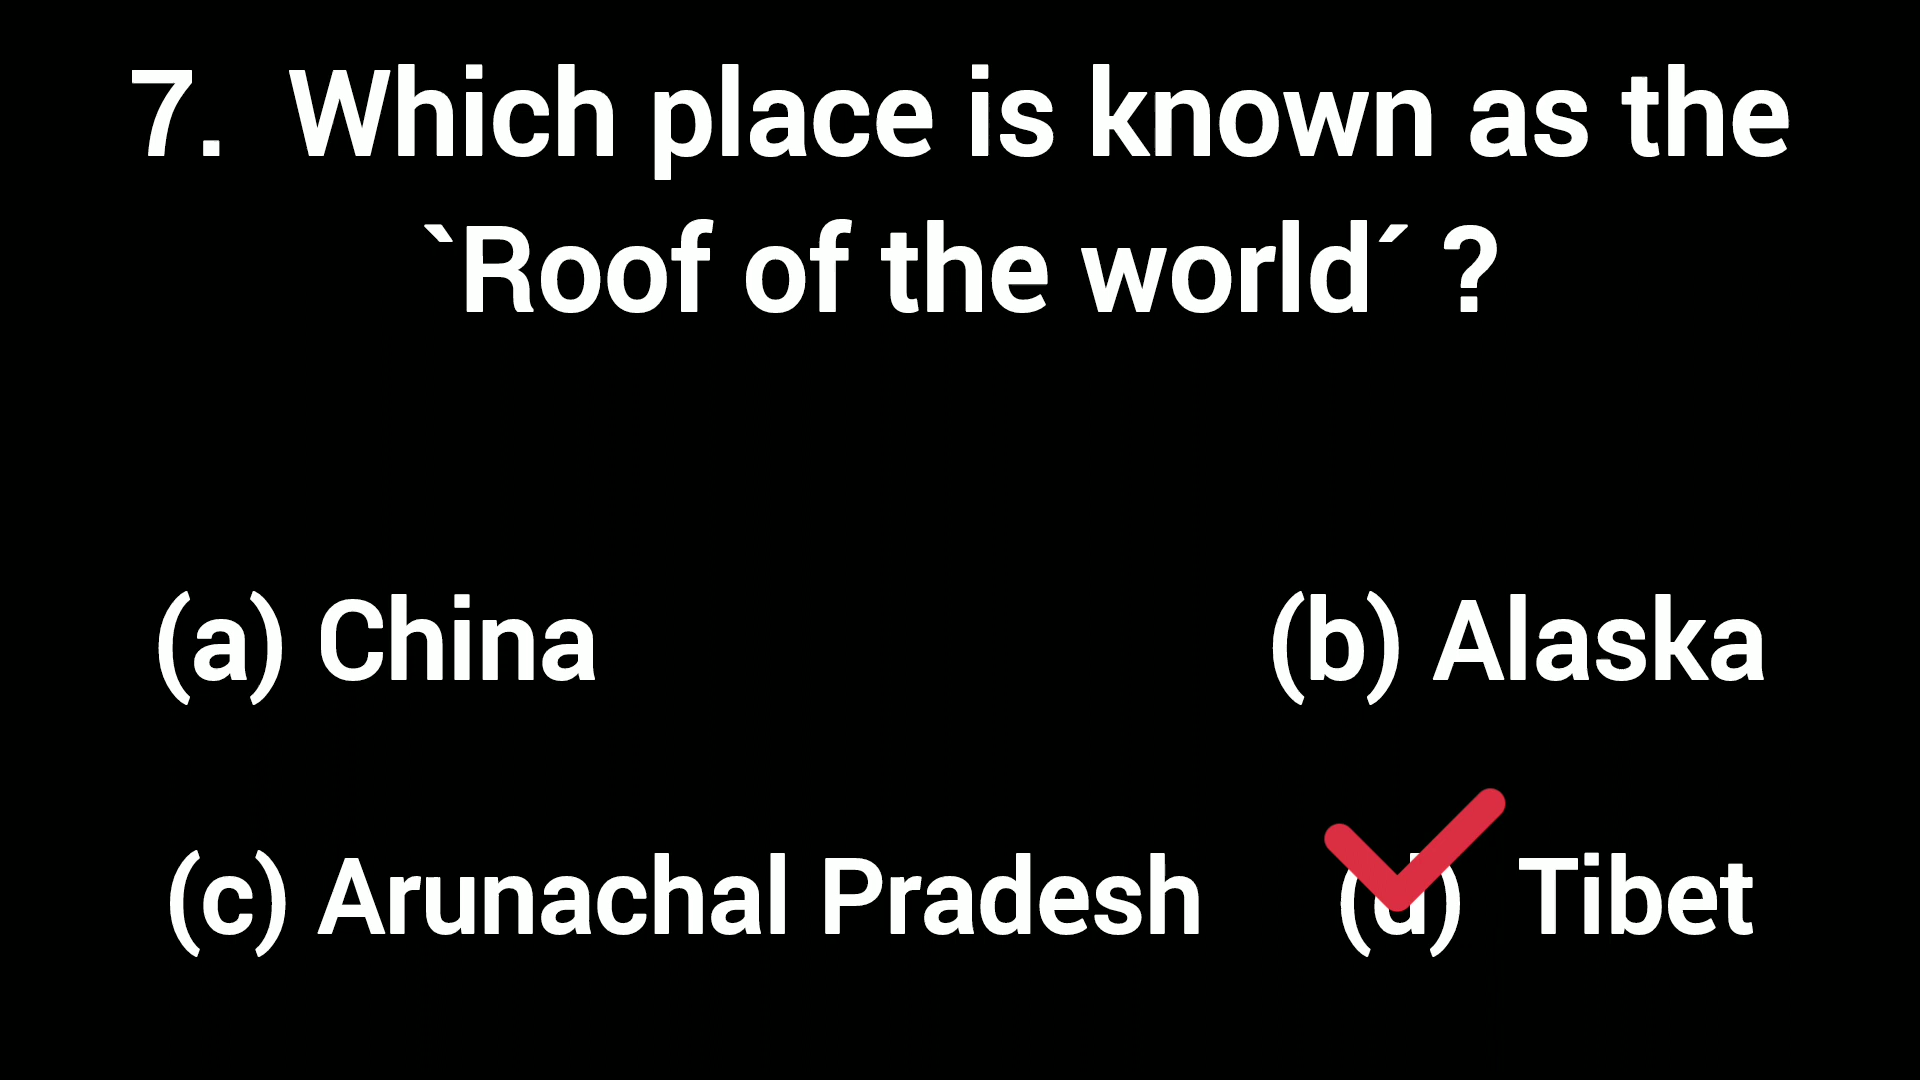 7. Which place is known as the
`Roof of the world´ ?
(a) China
(b) Alaska
(c) Arunachal Pradesh
(d) Tibet